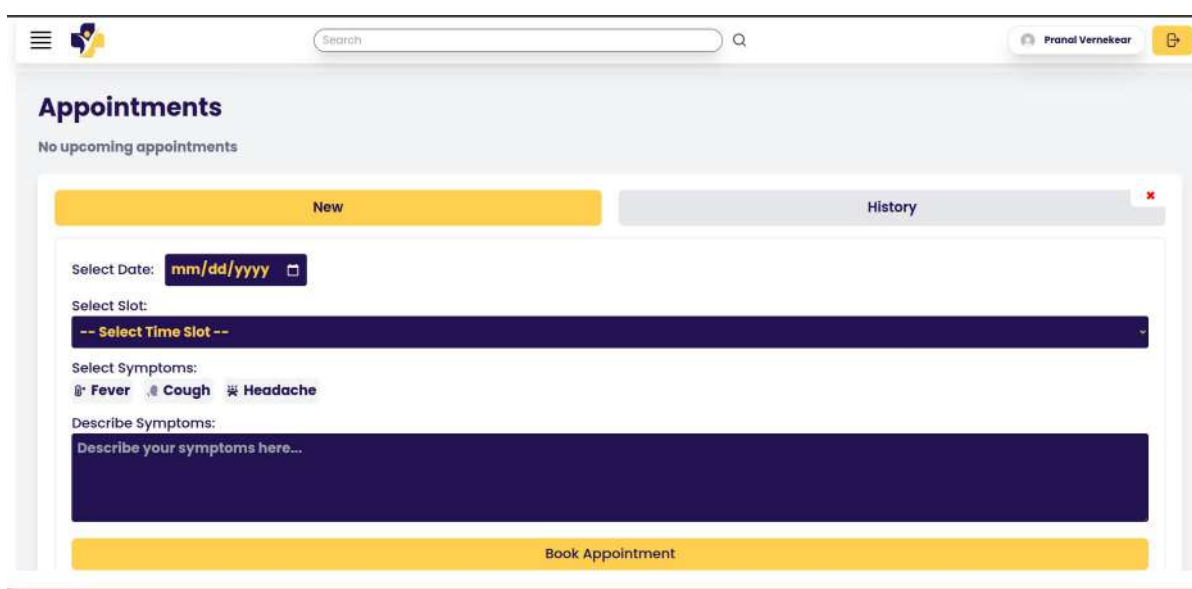 Search
Pranal Vernekear
Appointments
No upcoming appointments
New
History
Select Date: mm/dd/yyyy
Select Slot:
-- Select Time Slot --
Select Symptoms:
Fever Cough Headache
Describe Symptoms:
Describe your symptoms here...
Book Appointment